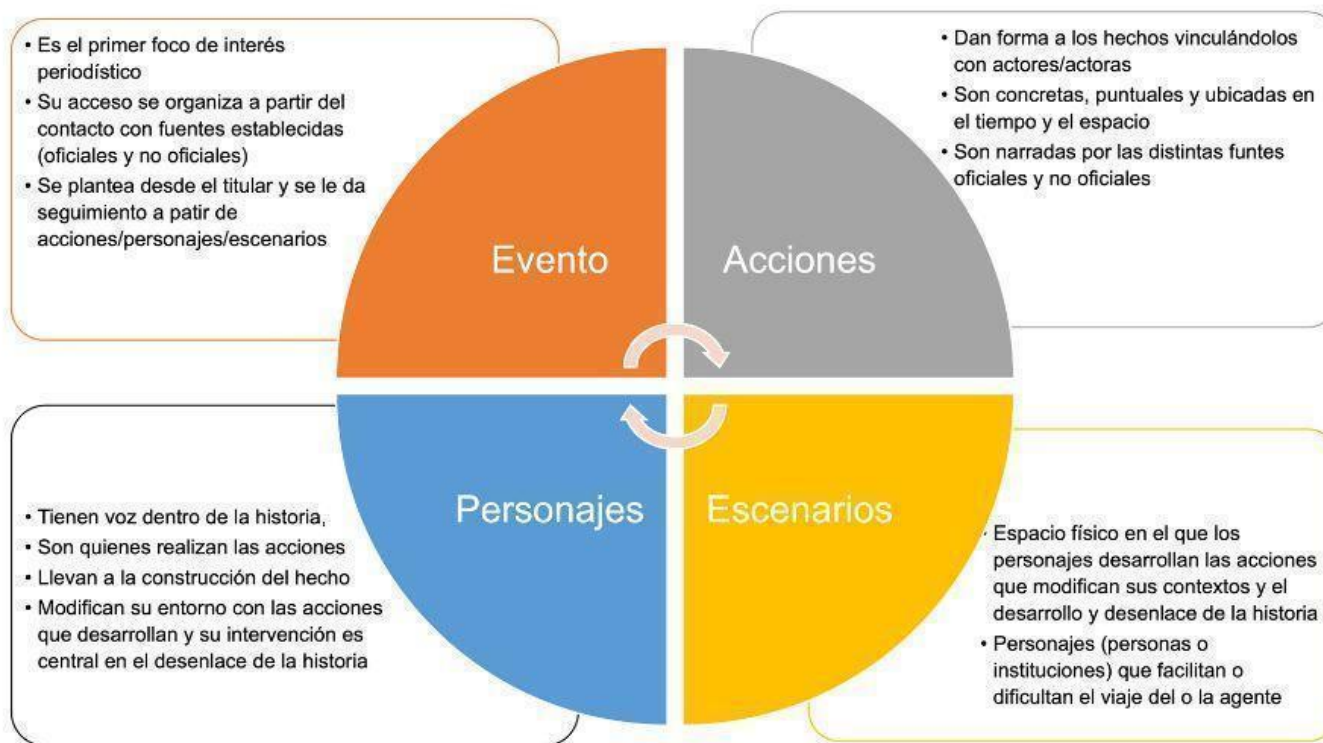 • Es el primer foco de interés
periodístico
• Su acceso se organiza a partir del
contacto con fuentes establecidas
(oficiales y no oficiales)
• Se plantea desde el titular y se le da
seguimiento a patir de
acciones/personajes/escenarios
• Dan forma a los hechos vinculándolos
con actores/actoras
• Son concretas, puntuales y ubicadas en
el tiempo y el espacio
• Son narradas por las distintas funtes
oficiales y no oficiales
Evento
Acciones
Personajes
Escenarios
• Tienen voz dentro de la historia,
• Son quienes realizan las acciones
• Llevan a la construcción del hecho
• Modifican su entorno con las acciones
que desarrollan y su intervención es
central en el desenlace de la historia
• Espacio físico en el que los
personajes desarrollan las acciones
que modifican sus contextos y el
desarrollo y desenlace de la historia
• Personajes (personas o
instituciones) que facilitan o
dificultan el viaje del o la agente